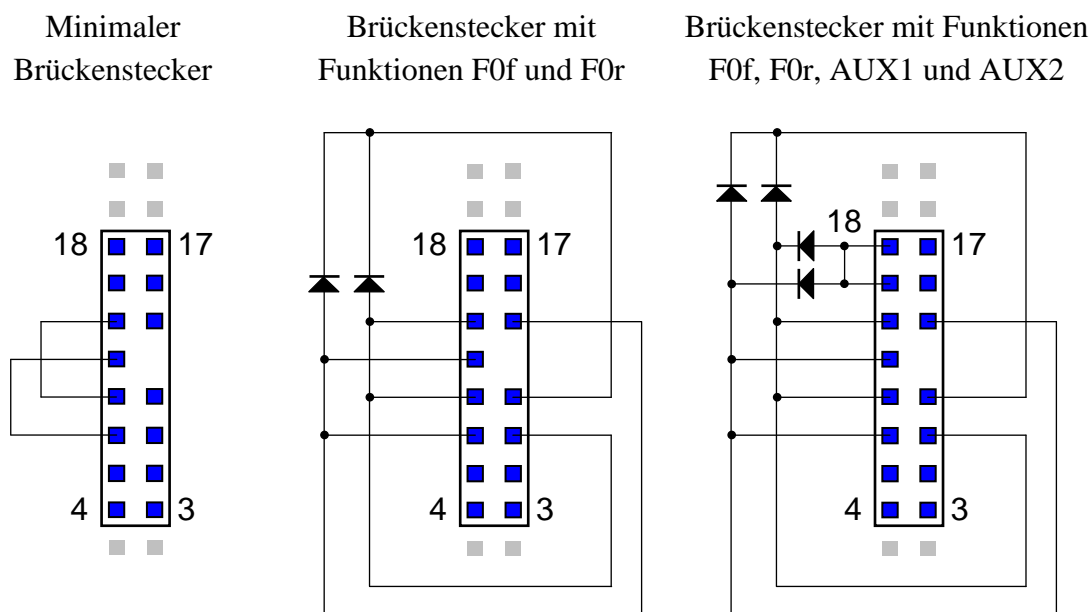 Minimaler
Brückenstecker
Brückenstecker mit
Funktionen F0f und F0r
Brückenstecker mit Funktionen
F0f, F0r, AUX1 und AUX2
18 17
4 3
18 17
4 3
18 17
4 3